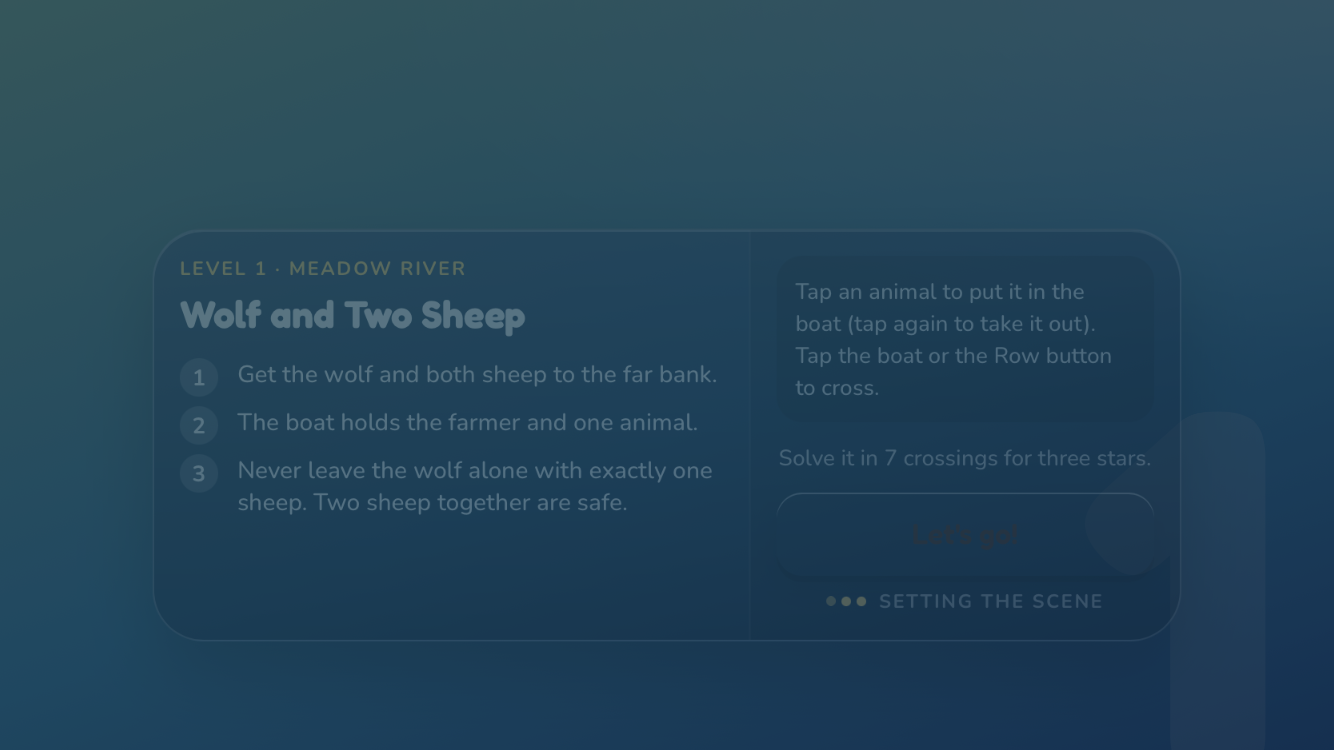 LEVEL 1 · MEADOW RIVER
Wolf and Two Sheep
1 Get the wolf and both sheep to the far bank.
2 The boat holds the farmer and one animal.
3 Never leave the wolf alone with exactly one
sheep. Two sheep together are safe.
Tap an animal to put it in the
boat (tap again to take it out).
Tap the boat or the Row button
to cross.
Solve it in 7 crossings for three stars.
Let's go!
SETTING THE SCENE
1